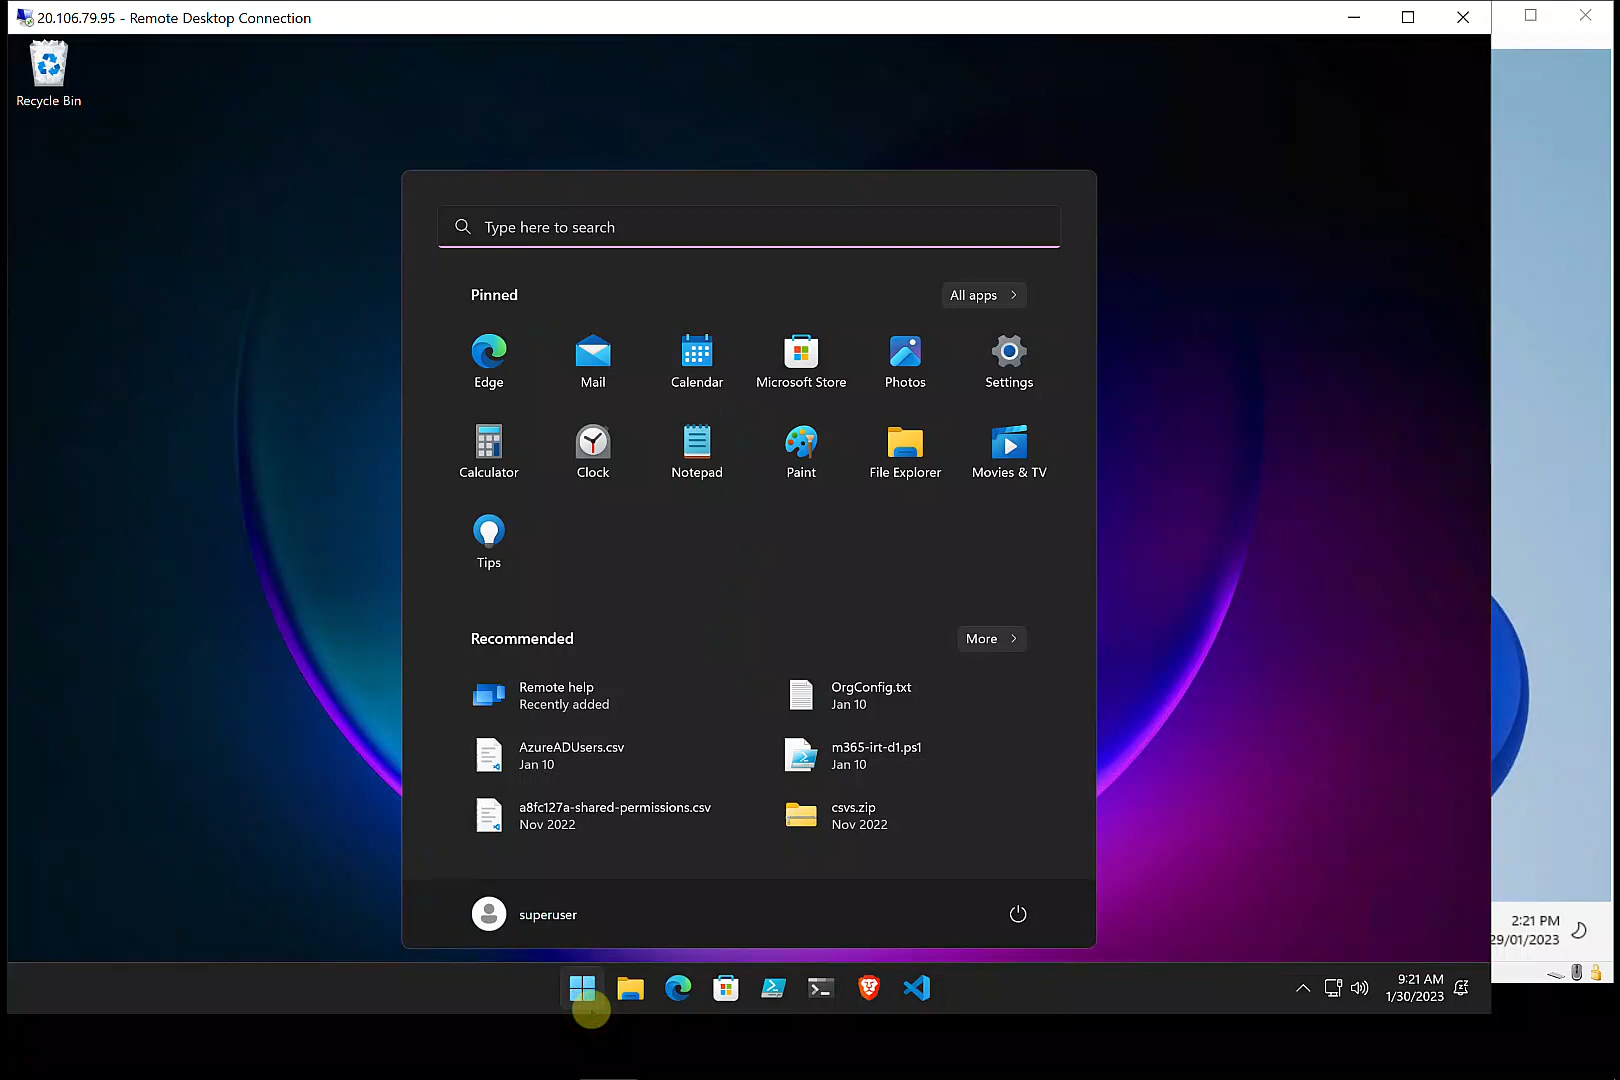 20.106.79.95 - Remote Desktop Connection
Recycle Bin
Type here to search
Pinned
All apps
Edge
Mail
Calendar
Microsoft Store
Photos
Settings
Calculator
Clock
Notepad
Paint
File Explorer
Movies & TV
Tips
Recommended
More
Remote help
Recently added
OrgConfig.txt
Jan 10
AzureADUsers.csv
Jan 10
m365-irt-d1.ps1
Jan 10
a8fc127a-shared-permissions.csv
Nov 2022
csvs.zip
Nov 2022
superuser
2:21 PM
29/01/2023
9:21 AM
1/30/2023